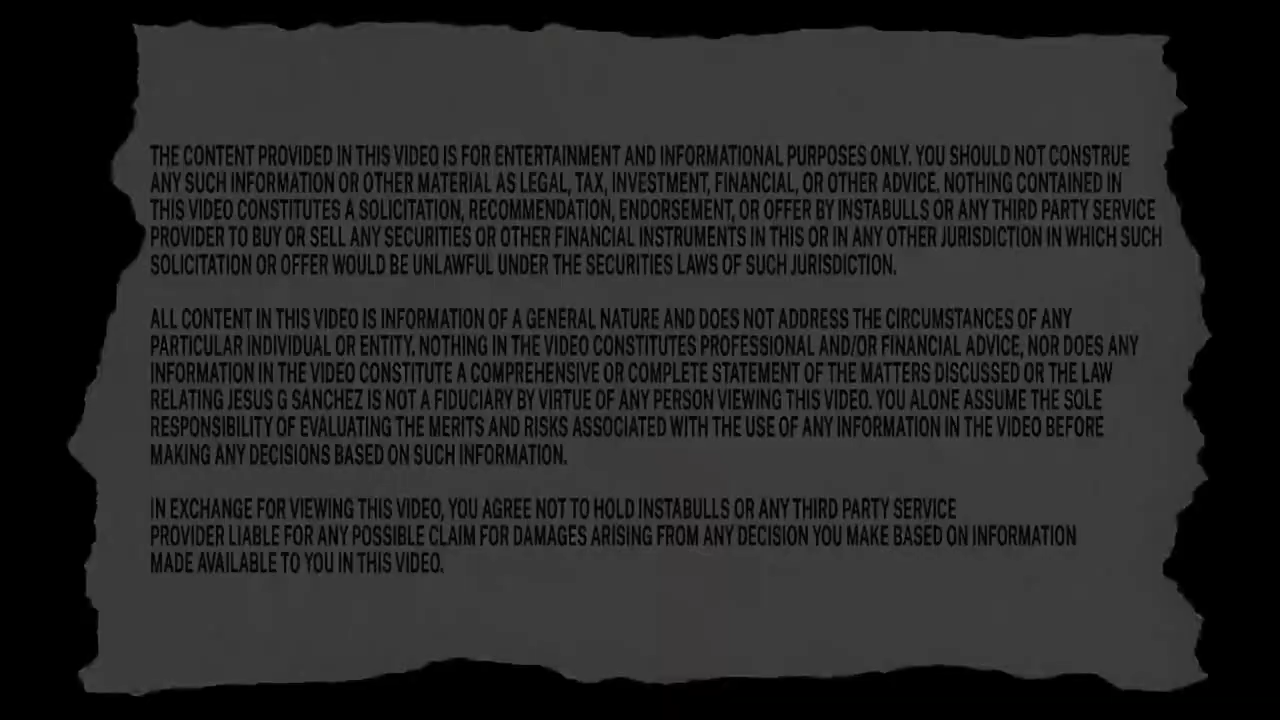 THE CONTENT PROVIDED IN THIS VIDEO IS FOR ENTERTAINMENT AND INFORMATIONAL PURPOSES ONLY. YOU SHOULD NOT CONSTRUE
ANY SUCH INFORMATION OR OTHER MATERIAL AS LEGAL, TAX, INVESTMENT, FINANCIAL, OR OTHER ADVICE. NOTHING CONTAINED IN
THIS VIDEO CONSTITUTES A SOLICITATION, RECOMMENDATION, ENDORSEMENT, OR OFFER BY INSTABULLS OR ANY THIRD PARTY SERVICE
PROVIDER TO BUY OR SELL ANY SECURITIES OR OTHER FINANCIAL INSTRUMENTS IN THIS OR IN ANY OTHER JURISDICTION IN WHICH SUCH
SOLICITATION OR OFFER WOULD BE UNLAWFUL UNDER THE SECURITIES LAWS OF SUCH JURISDICTION.
ALL CONTENT IN THIS VIDEO IS INFORMATION OF A GENERAL NATURE AND DOES NOT ADDRESS THE CIRCUMSTANCES OF ANY
PARTICULAR INDIVIDUAL OR ENTITY. NOTHING IN THE VIDEO CONSTITUTES PROFESSIONAL AND/OR FINANCIAL ADVICE, NOR DOES ANY
INFORMATION IN THE VIDEO CONSTITUTE A COMPREHENSIVE OR COMPLETE STATEMENT OF THE MATTERS DISCUSSED OR THE LAW
RELATING JESUS G SANCHEZ IS NOT A FIDUCIARY BY VIRTUE OF ANY PERSON VIEWING THIS VIDEO. YOU ALONE ASSUME THE SOLE
RESPONSIBILITY OF EVALUATING THE MERITS AND RISKS ASSOCIATED WITH THE USE OF ANY INFORMATION IN THE VIDEO BEFORE
MAKING ANY DECISIONS BASED ON SUCH INFORMATION.
IN EXCHANGE FOR VIEWING THIS VIDEO, YOU AGREE NOT TO HOLD INSTABULLS OR ANY THIRD PARTY SERVICE
PROVIDER LIABLE FOR ANY POSSIBLE CLAIM FOR DAMAGES ARISING FROM ANY DECISION YOU MAKE BASED ON INFORMATION
MADE AVAILABLE TO YOU IN THIS VIDEO.